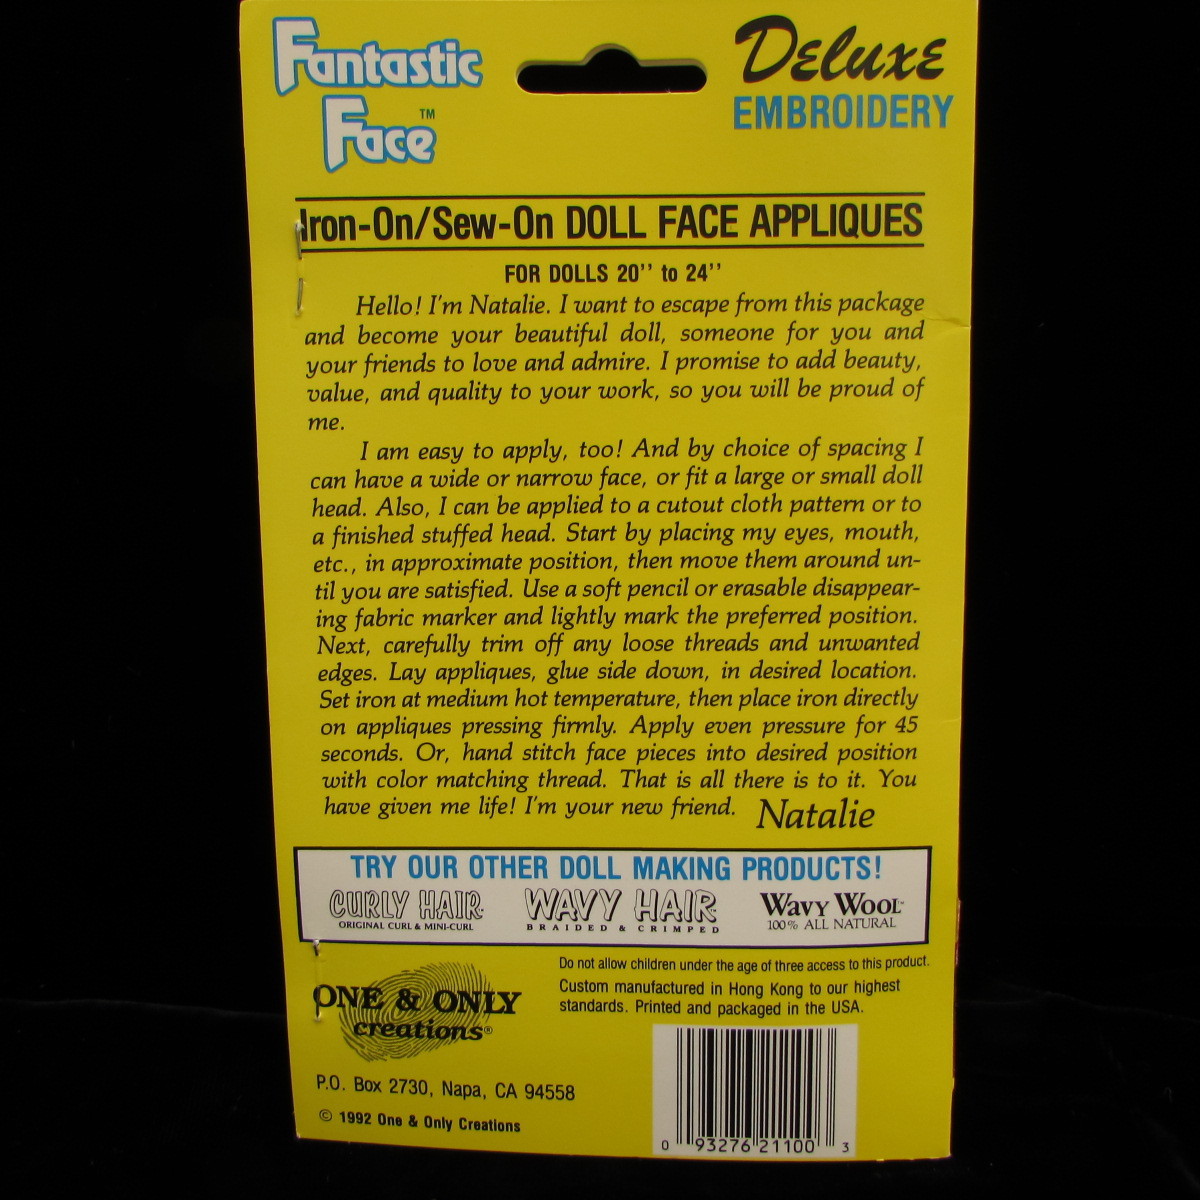 Fantastic
Face™
Deluxe
EMBROIDERY
Iron-On/Sew-On DOLL FACE APPLIQUES
FOR DOLLS 20'' to 24''
Hello! I'm Natalie. I want to escape from this package
and become your beautiful doll, someone for you and
your friends to love and admire. I promise to add beauty,
value, and quality to your work, so you will be proud of
me.
I am easy to apply, too! And by choice of spacing I
can have a wide or narrow face, or fit a large or small doll
head. Also, I can be applied to a cutout cloth pattern or to
a finished stuffed head. Start by placing my eyes, mouth,
etc., in approximate position, then move them around un-
til you are satisfied. Use a soft pencil or erasable disappear-
ing fabric marker and lightly mark the preferred position.
Next, carefully trim off any loose threads and unwanted
edges. Lay appliques, glue side down, in desired location.
Set iron at medium hot temperature, then place iron directly
on appliques pressing firmly. Apply even pressure for 45
seconds. Or, hand stitch face pieces into desired position
with color matching thread. That is all there is to it. You
have given me life! I'm your new friend. Natalie
TRY OUR OTHER DOLL MAKING PRODUCTS!
CURLY HAIR
ORIGINAL CURL & MINI-CURL
WAVY HAIR
BRAIDED & CRIMPED
WAVY WOOL™
100% ALL NATURAL
Do not allow children under the age of three access to this product.
Custom manufactured in Hong Kong to our highest
standards. Printed and packaged in the USA.
ONE & ONLY
creations®
P.O. Box 2730, Napa, CA 94558
© 1992 One & Only Creations
0 93276 21100 3